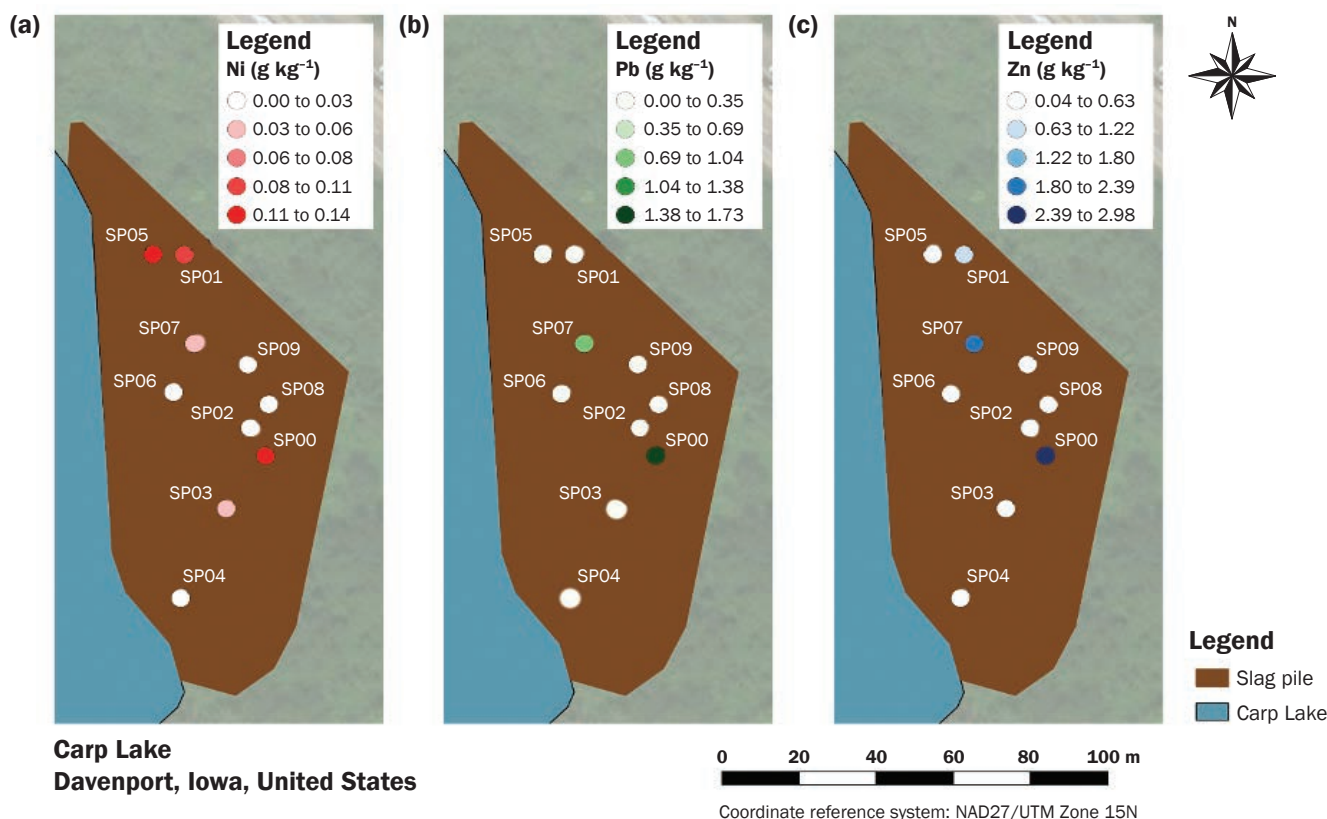 (a)
Legend
Ni (g kg⁻¹)
0.00 to 0.03
0.03 to 0.06
0.06 to 0.08
0.08 to 0.11
0.11 to 0.14
SP05
SP01
SP07
SP09
SP06
SP08
SP02
SP00
SP03
SP04
(b)
Legend
Pb (g kg⁻¹)
0.00 to 0.35
0.35 to 0.69
0.69 to 1.04
1.04 to 1.38
1.38 to 1.73
SP05
SP01
SP07
SP09
SP06
SP08
SP02
SP00
SP03
SP04
(c)
Legend
Zn (g kg⁻¹)
0.04 to 0.63
0.63 to 1.22
1.22 to 1.80
1.80 to 2.39
2.39 to 2.98
SP05
SP01
SP07
SP09
SP06
SP08
SP02
SP00
SP03
SP04
N
Legend
Slag pile
Carp Lake
Carp Lake
Davenport, Iowa, United States
0 20 40 60 80 100 m
Coordinate reference system: NAD27/UTM Zone 15N